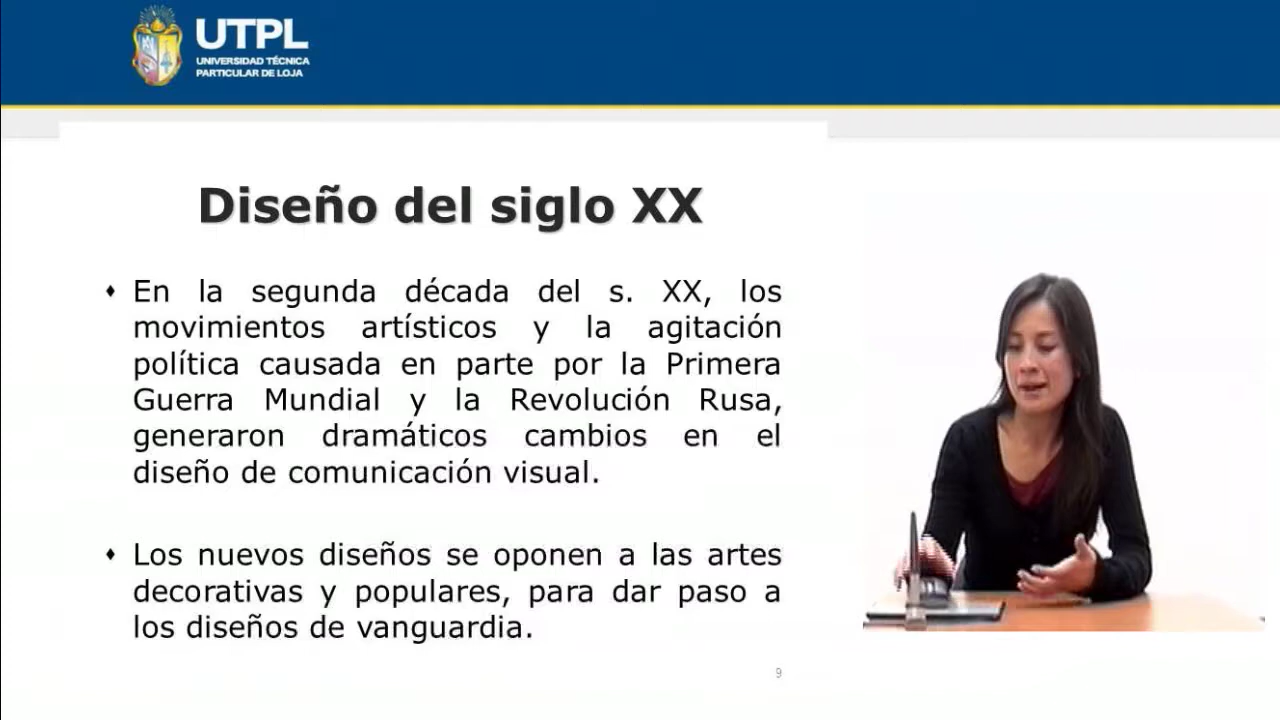 UTPL
UNIVERSIDAD TÉCNICA
PARTICULAR DE LOJA
Diseño del siglo XX
En la segunda década del s. XX, los
movimientos artísticos y la agitación
política causada en parte por la Primera
Guerra Mundial y la Revolución Rusa,
generaron dramáticos cambios en el
diseño de comunicación visual.
Los nuevos diseños se oponen a las artes
decorativas y populares, para dar paso a
los diseños de vanguardia.
9